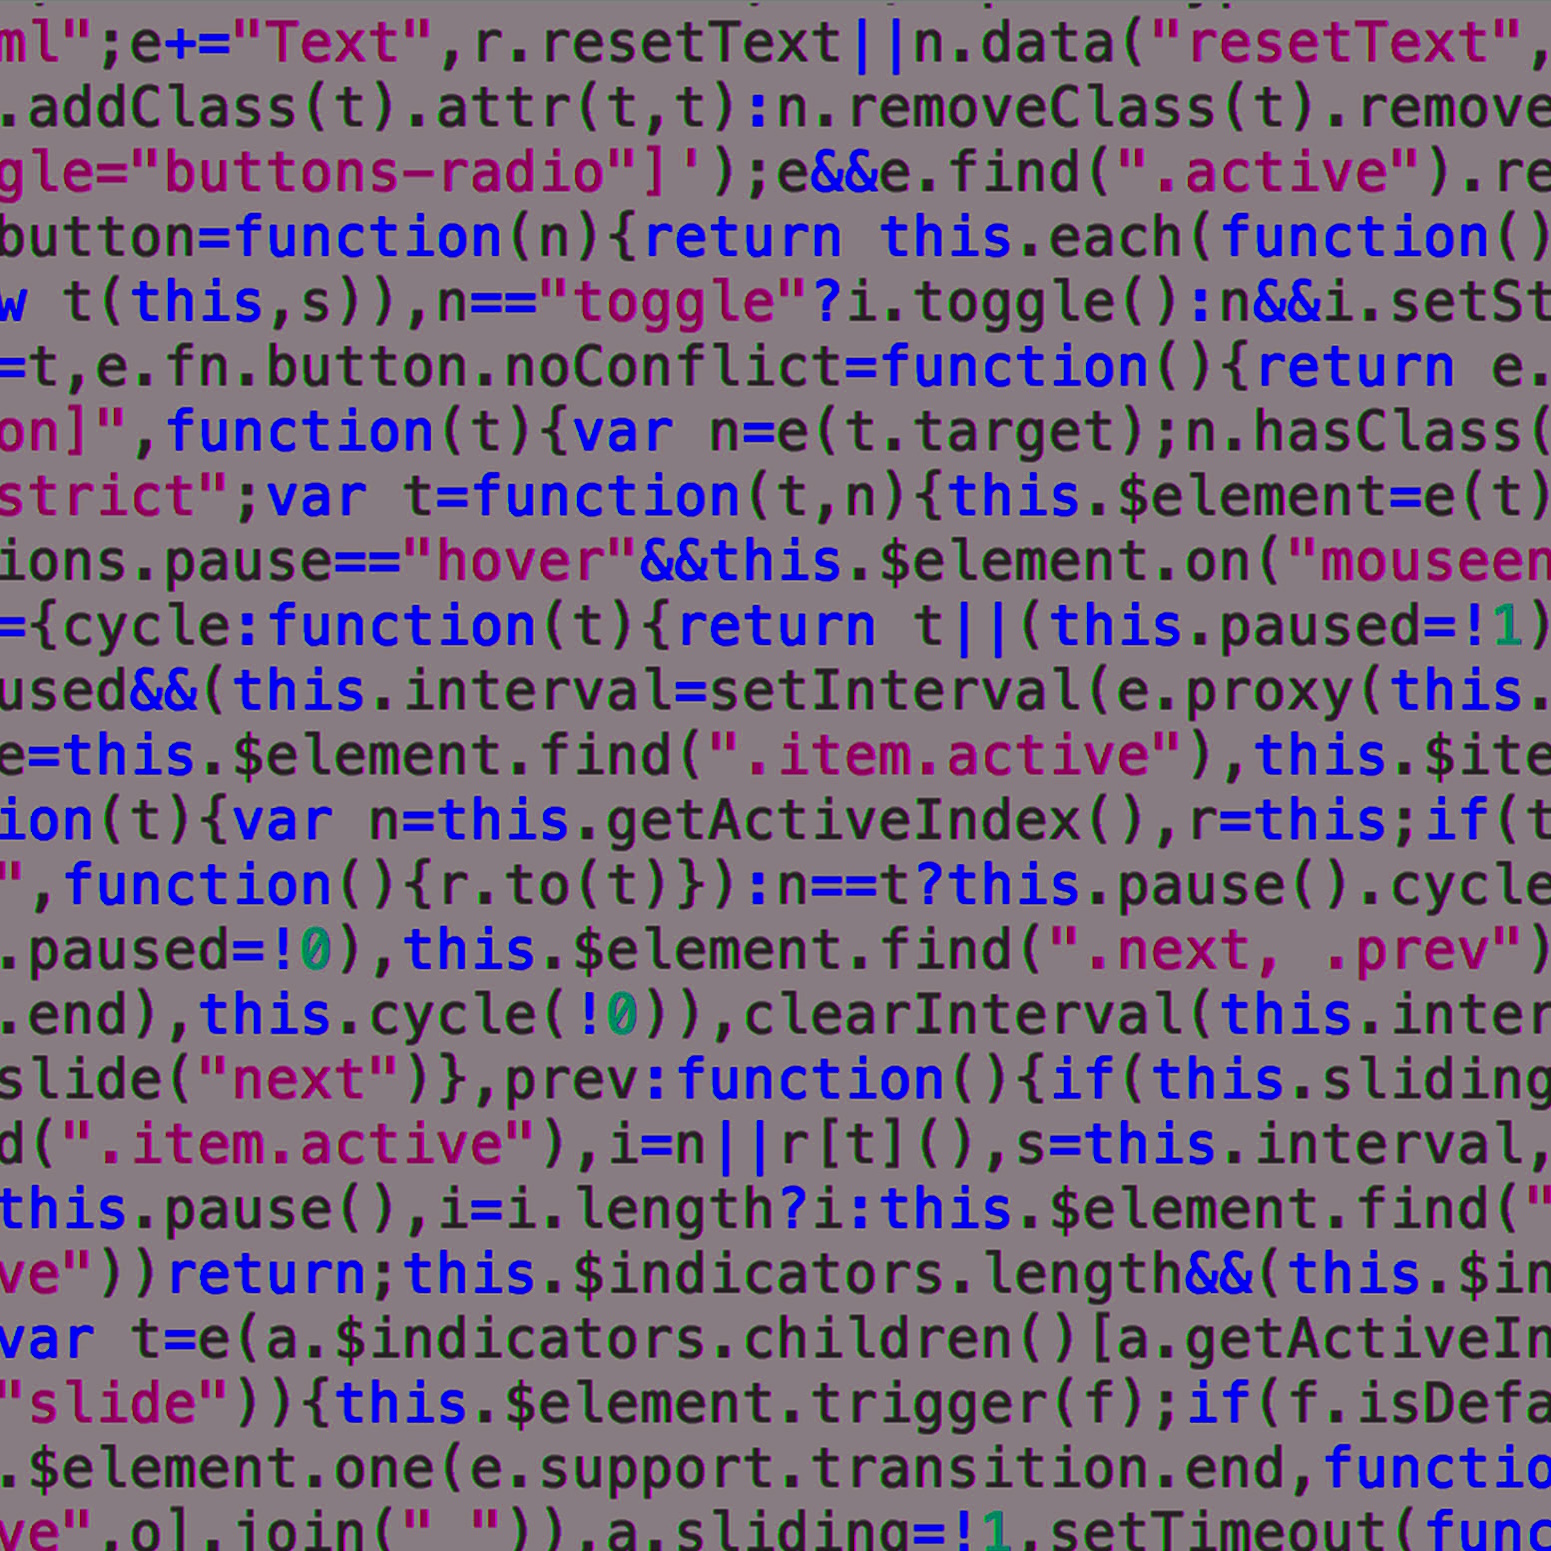 ml";e+="Text",r.resetText||n.data("resetText",
.addClass(t).attr(t,t):n.removeClass(t).remove
gle="buttons-radio"]');e&&e.find(".active").re
button=function(n){return this.each(function()
w t(this,s)),n=="toggle"?i.toggle():n&&i.setSt
=t,e.fn.button.noConflict=function(){return e.
on]",function(t){var n=e(t.target);n.hasClass(
strict";var t=function(t,n){this.$element=e(t)
ions.pause=="hover"&&this.$element.on("mouseen
={cycle:function(t){return t||(this.paused=!1)
used&&(this.interval=setInterval(e.proxy(this.
e=this.$element.find(".item.active"),this.$ite
ion(t){var n=this.getActiveIndex(),r=this;if(t
",function(){r.to(t)}):n==t?this.pause().cycle
.paused=!0),this.$element.find(".next, .prev")
.end),this.cycle(!0)),clearInterval(this.inter
slide("next")},prev:function(){if(this.sliding
d(".item.active"),i=n||r[t](),s=this.interval,
this.pause(),i=i.length?i:this.$element.find("
ve"))return;this.$indicators.length&&(this.$in
var t=e(a.$indicators.children()[a.getActiveIn
"slide")){this.$element.trigger(f);if(f.isDefa
.$element.one(e.support.transition.end,functio
ve",o].join(" ")),a.sliding=!1,setTimeout(func